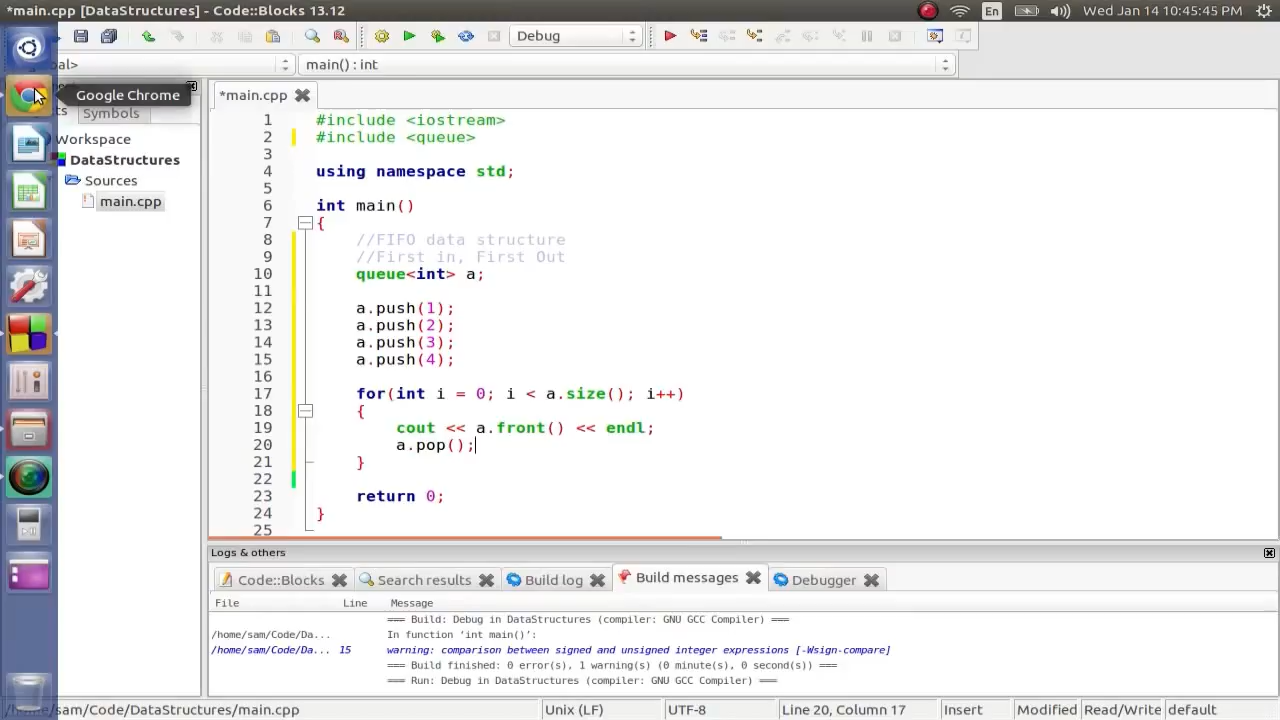 *main.cpp [DataStructures] - Code::Blocks 13.12
En
Wed Jan 14 10:45:45 PM
Debug
bal>
main() : int
Google Chrome
ts
Symbols
Workspace
DataStructures
Sources
main.cpp
*main.cpp
1 #include <iostream>
2 #include <queue>
3
4 using namespace std;
5
6 int main()
7 {
8 //FIFO data structure
9 //First in, First Out
10 queue<int> a;
11
12 a.push(1);
13 a.push(2);
14 a.push(3);
15 a.push(4);
16
17 for(int i = 0; i < a.size(); i++)
18 {
19 cout << a.front() << endl;
20 a.pop();
21 }
22
23 return 0;
24 }
25
Logs & others
Code::Blocks
Search results
Build log
Build messages
Debugger
File Line Message
=== Build: Debug in DataStructures (compiler: GNU GCC Compiler) ===
/home/sam/Code/Da... In function ‘int main()’:
/home/sam/Code/Da... 15 warning: comparison between signed and unsigned integer expressions [-Wsign-compare]
=== Build finished: 0 error(s), 1 warning(s) (0 minute(s), 0 second(s)) ===
=== Run: Debug in DataStructures (compiler: GNU GCC Compiler) ===
/home/sam/Code/DataStructures/main.cpp
Unix (LF)
UTF-8
Line 20, Column 17
Insert
Modified
Read/Write
default